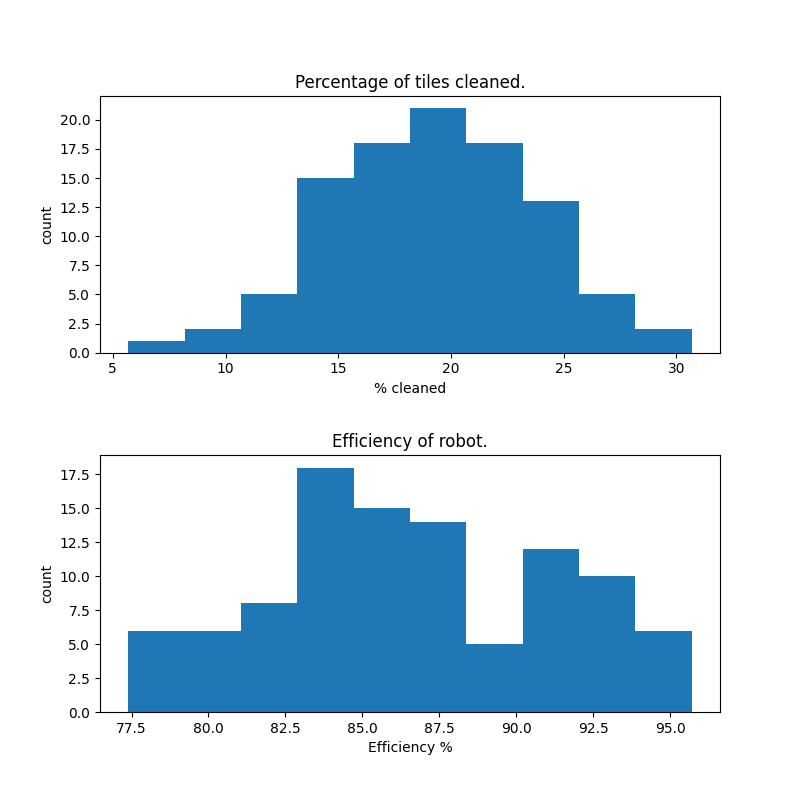 Percentage of tiles cleaned.
20.0
17.5
15.0
12.5
10.0
7.5
5.0
2.5
0.0
count
5 10 15 20 25 30
% cleaned
Efficiency of robot.
17.5
15.0
12.5
10.0
7.5
5.0
2.5
0.0
count
77.5 80.0 82.5 85.0 87.5 90.0 92.5 95.0
Efficiency %